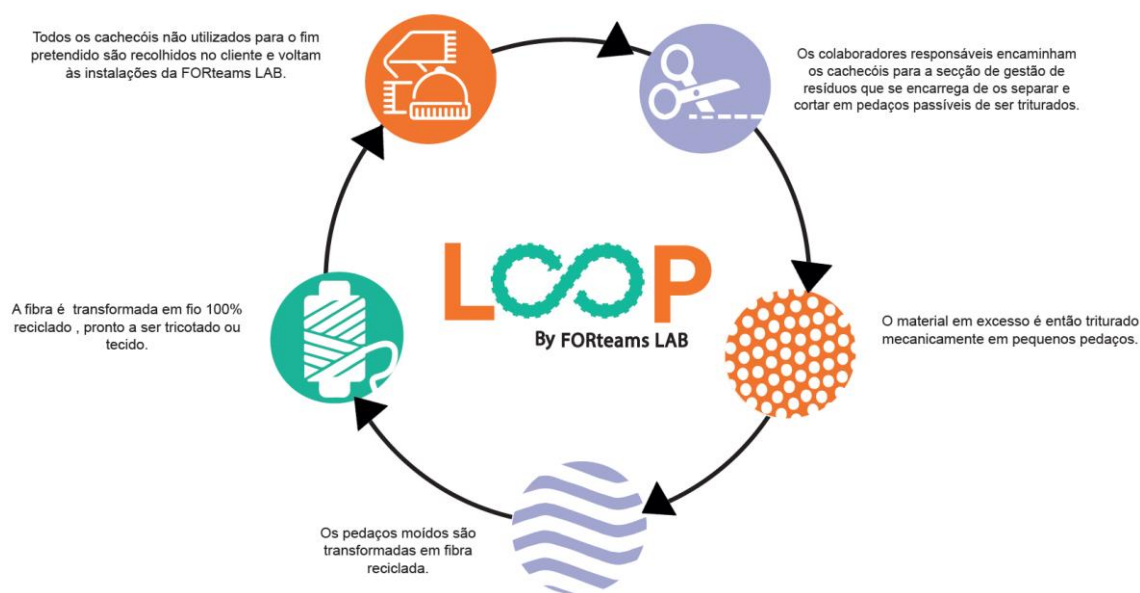 Todos os cachecóis não utilizados para o fim
pretendido são recolhidos no cliente e voltam
às instalações da FORteams LAB.
Os colaboradores responsáveis encaminham
os cachecóis para a secção de gestão de
resíduos que se encarrega de os separar e
cortar em pedaços passíveis de ser triturados.
O material em excesso é então triturado
mecanicamente em pequenos pedaços.
Os pedaços moídos são
transformadas em fibra
reciclada.
A fibra é transformada em fio 100%
reciclado , pronto a ser tricotado ou
tecido.
LOOP
By FORteams LAB